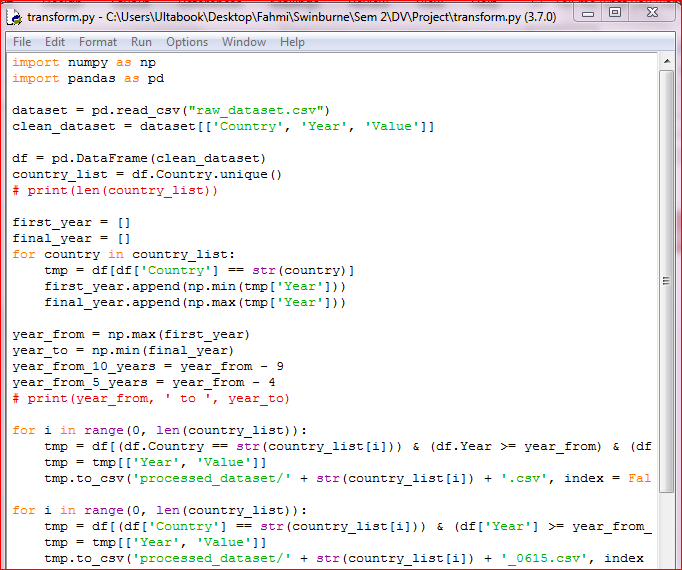 transform.py - C:\Users\Ultabook\Desktop\Fahmi\Swinburne\Sem 2\DV\Project\transform.py (3.7.0)
File Edit Format Run Options Window Help
import numpy as np
import pandas as pd
dataset = pd.read_csv("raw_dataset.csv")
clean_dataset = dataset[['Country', 'Year', 'Value']]
df = pd.DataFrame(clean_dataset)
country_list = df.Country.unique()
# print(len(country_list))
first_year = []
final_year = []
for country in country_list:
    tmp = df[df['Country'] == str(country)]
    first_year.append(np.min(tmp['Year']))
    final_year.append(np.max(tmp['Year']))
year_from = np.max(first_year)
year_to = np.min(final_year)
year_from_10_years = year_from - 9
year_from_5_years = year_from - 4
# print(year_from, ' to ', year_to)
for i in range(0, len(country_list)):
    tmp = df[(df.Country == str(country_list[i])) & (df.Year >= year_from) & (df
    tmp = tmp[['Year', 'Value']]
    tmp.to_csv('processed_dataset/' + str(country_list[i]) + '.csv', index = Fal
for i in range(0, len(country_list)):
    tmp = df[(df['Country'] == str(country_list[i])) & (df['Year'] >= year_from_
    tmp = tmp[['Year', 'Value']]
    tmp.to_csv('processed_dataset/' + str(country_list[i]) + '_0615.csv', index